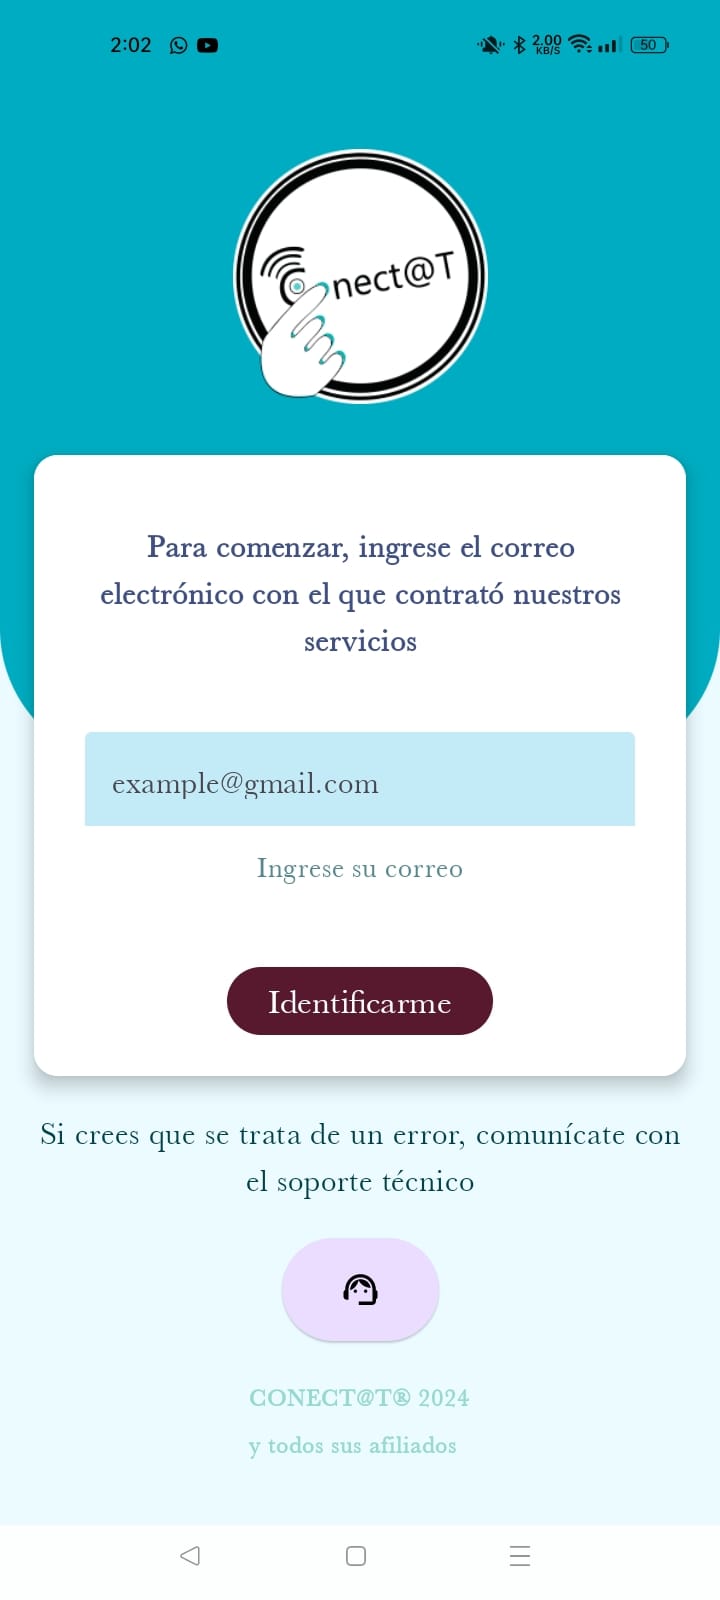 2:02
2.00
KB/S
50
nect@T
Para comenzar, ingrese el correo
electrónico con el que contrató nuestros
servicios
example@gmail.com
Ingrese su correo
Identificarme
Si crees que se trata de un error, comunícate con
el soporte técnico
CONECT@T® 2024
y todos sus afiliados